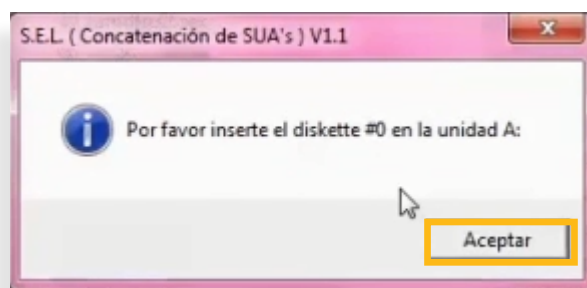 S.E.L. ( Concatenación de SUA's ) V1.1
Por favor inserte el diskette #0 en la unidad A:
Aceptar